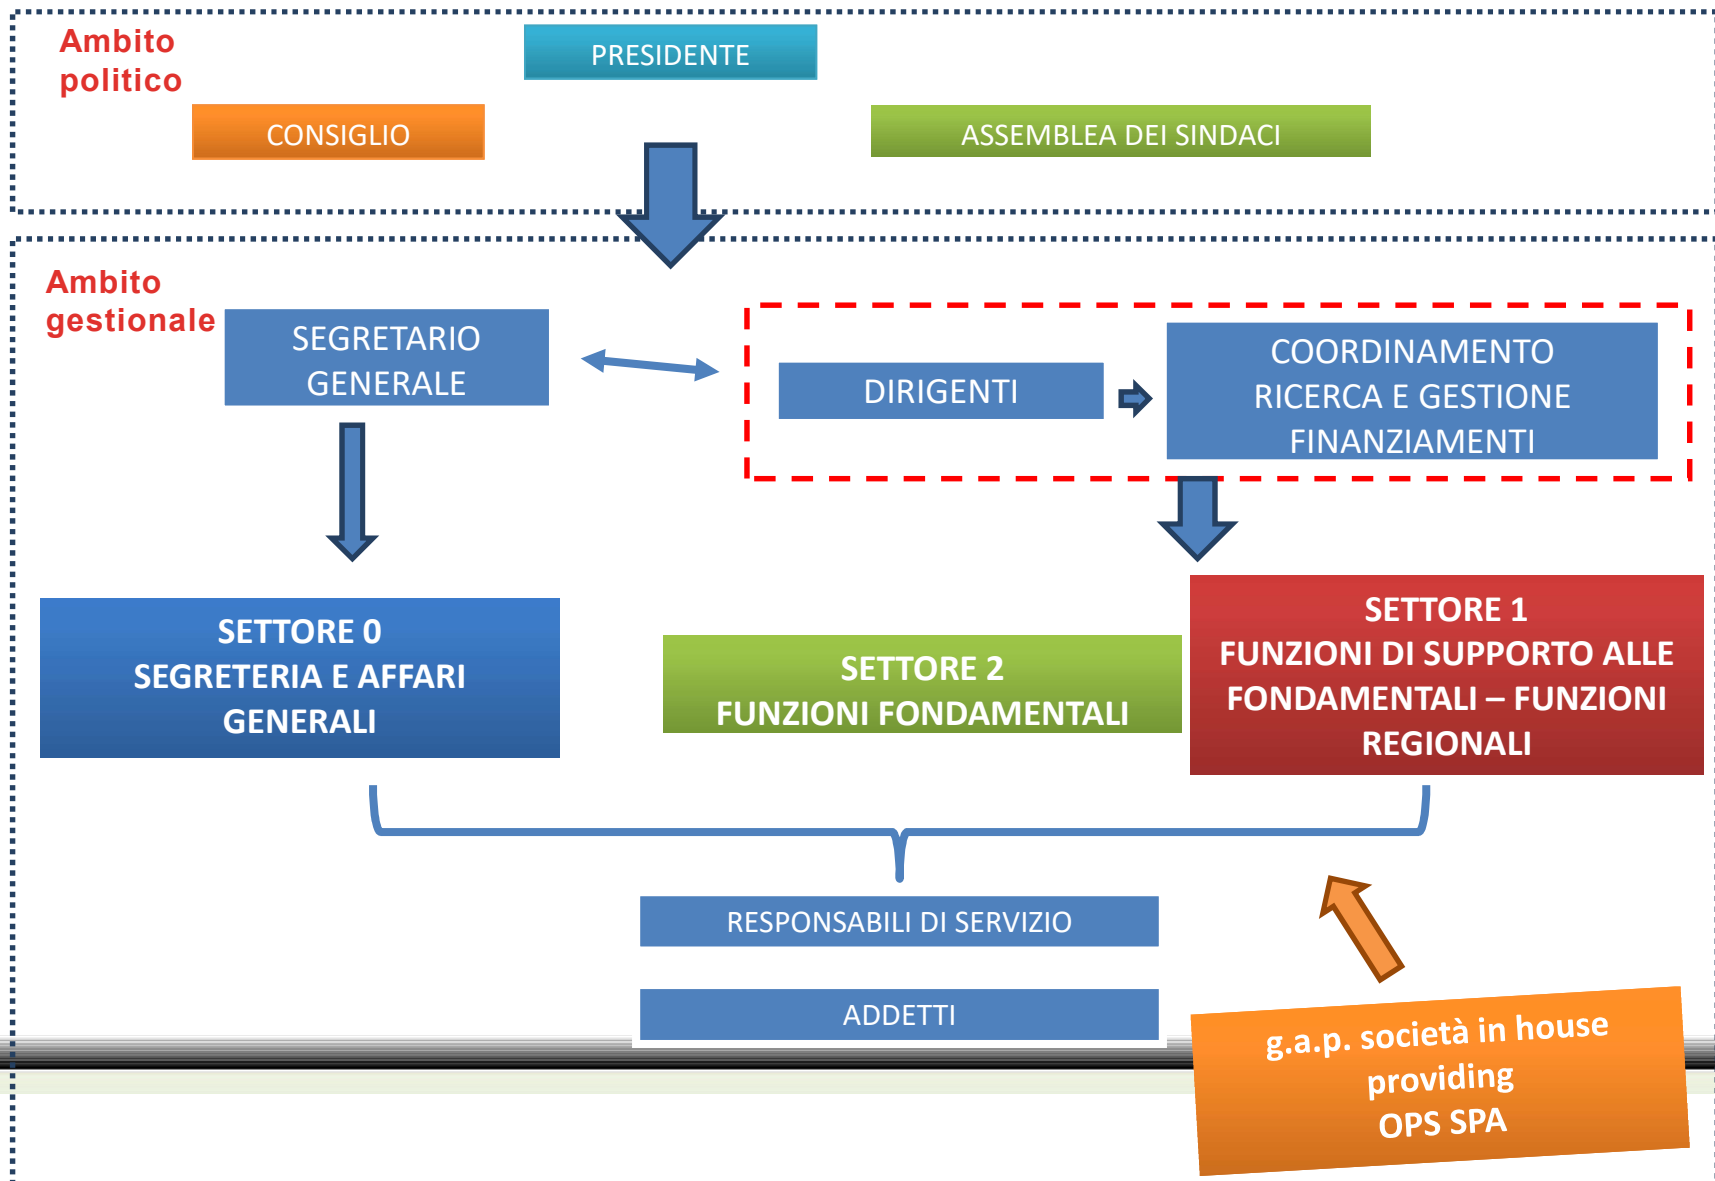 Ambito
politico
PRESIDENTE
CONSIGLIO
ASSEMBLEA DEI SINDACI
Ambito
gestionale
SEGRETARIO
GENERALE
DIRIGENTI
COORDINAMENTO
RICERCA E GESTIONE
FINANZIAMENTI
SETTORE 0
SEGRETERIA E AFFARI
GENERALI
SETTORE 2
FUNZIONI FONDAMENTALI
SETTORE 1
FUNZIONI DI SUPPORTO ALLE
FONDAMENTALI – FUNZIONI
REGIONALI
RESPONSABILI DI SERVIZIO
ADDETTI
g.a.p. società in house
providing
OPS SPA